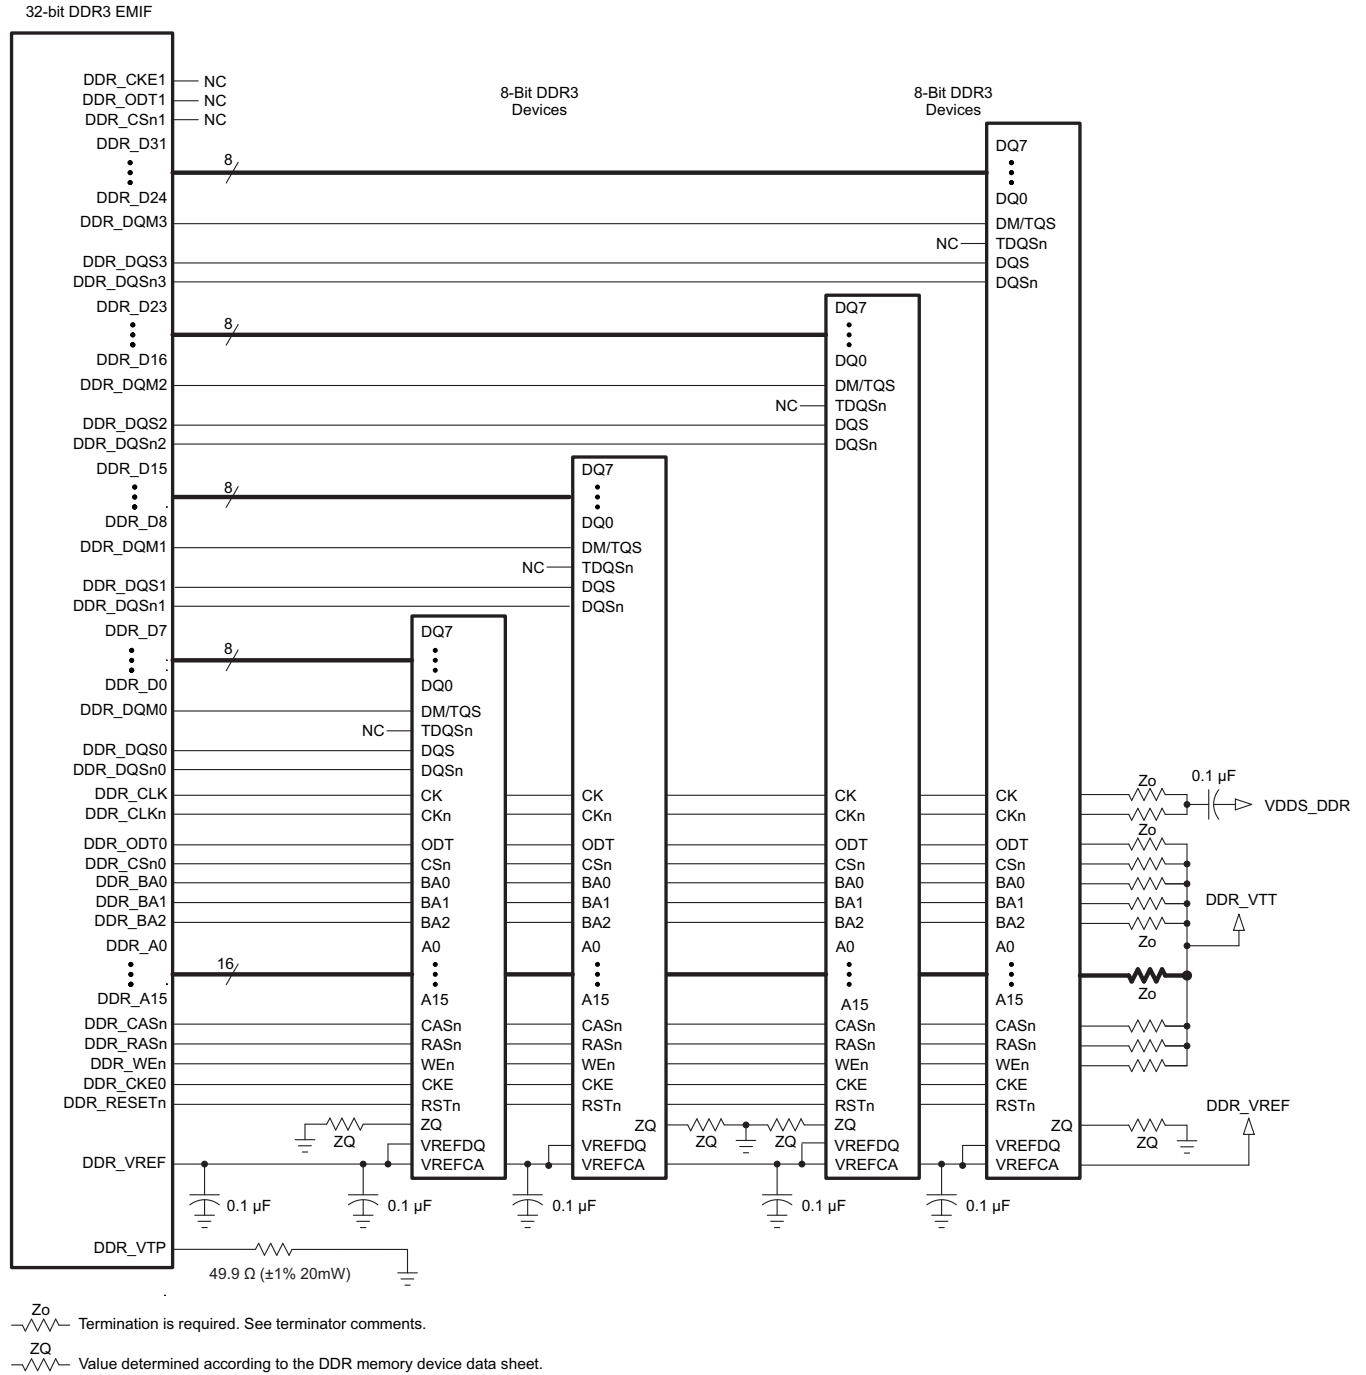 32-bit DDR3 EMIF
8-Bit DDR3
Devices
8-Bit DDR3
Devices
DDR_CKE1 NC
DDR_ODT1 NC
DDR_CSn1 NC
DDR_D31 8 DQ7
DDR_D24 DQ0
DDR_DQM3 DM/TQS
NC TDQSn
DDR_DQS3 DQS
DDR_DQSn3 DQSn
DDR_D23 8 DQ7
DDR_D16 DQ0
DDR_DQM2 DM/TQS
NC TDQSn
DDR_DQS2 DQS
DDR_DQSn2 DQSn
DDR_D15 8 DQ7
DDR_D8 DQ0
DDR_DQM1 DM/TQS
NC TDQSn
DDR_DQS1 DQS
DDR_DQSn1 DQSn
DDR_D7 8 DQ7
DDR_D0 DQ0
DDR_DQM0 DM/TQS
NC TDQSn
DDR_DQS0 DQS
DDR_DQSn0 DQSn
Zo 0.1 µF
DDR_CLK CK CK CK CK
VDDS_DDR
DDR_CLKn CKn CKn CKn CKn
Zo
DDR_ODT0 ODT ODT ODT ODT
DDR_CSn0 CSn CSn CSn CSn
DDR_BA0 BA0 BA0 BA0 BA0
DDR_BA1 BA1 BA1 BA1 BA1 DDR_VTT
DDR_BA2 BA2 BA2 BA2 BA2
Zo
DDR_A0 A0 A0 A0 A0
16
Zo
DDR_A15 A15 A15 A15 A15
DDR_CASn CASn CASn CASn CASn
DDR_RASn RASn RASn RASn RASn
DDR_WEn WEn WEn WEn WEn
DDR_CKE0 CKE CKE CKE CKE
DDR_RESETn RSTn RSTn RSTn RSTn DDR_VREF
ZQ ZQ ZQ ZQ
ZQ ZQ ZQ ZQ
VREFDQ VREFDQ VREFDQ VREFDQ
DDR_VREF VREFCA VREFCA VREFCA VREFCA
0.1 µF 0.1 µF 0.1 µF 0.1 µF 0.1 µF
DDR_VTP
49.9 Ω (±1% 20mW)
Zo
Termination is required. See terminator comments.
ZQ
Value determined according to the DDR memory device data sheet.